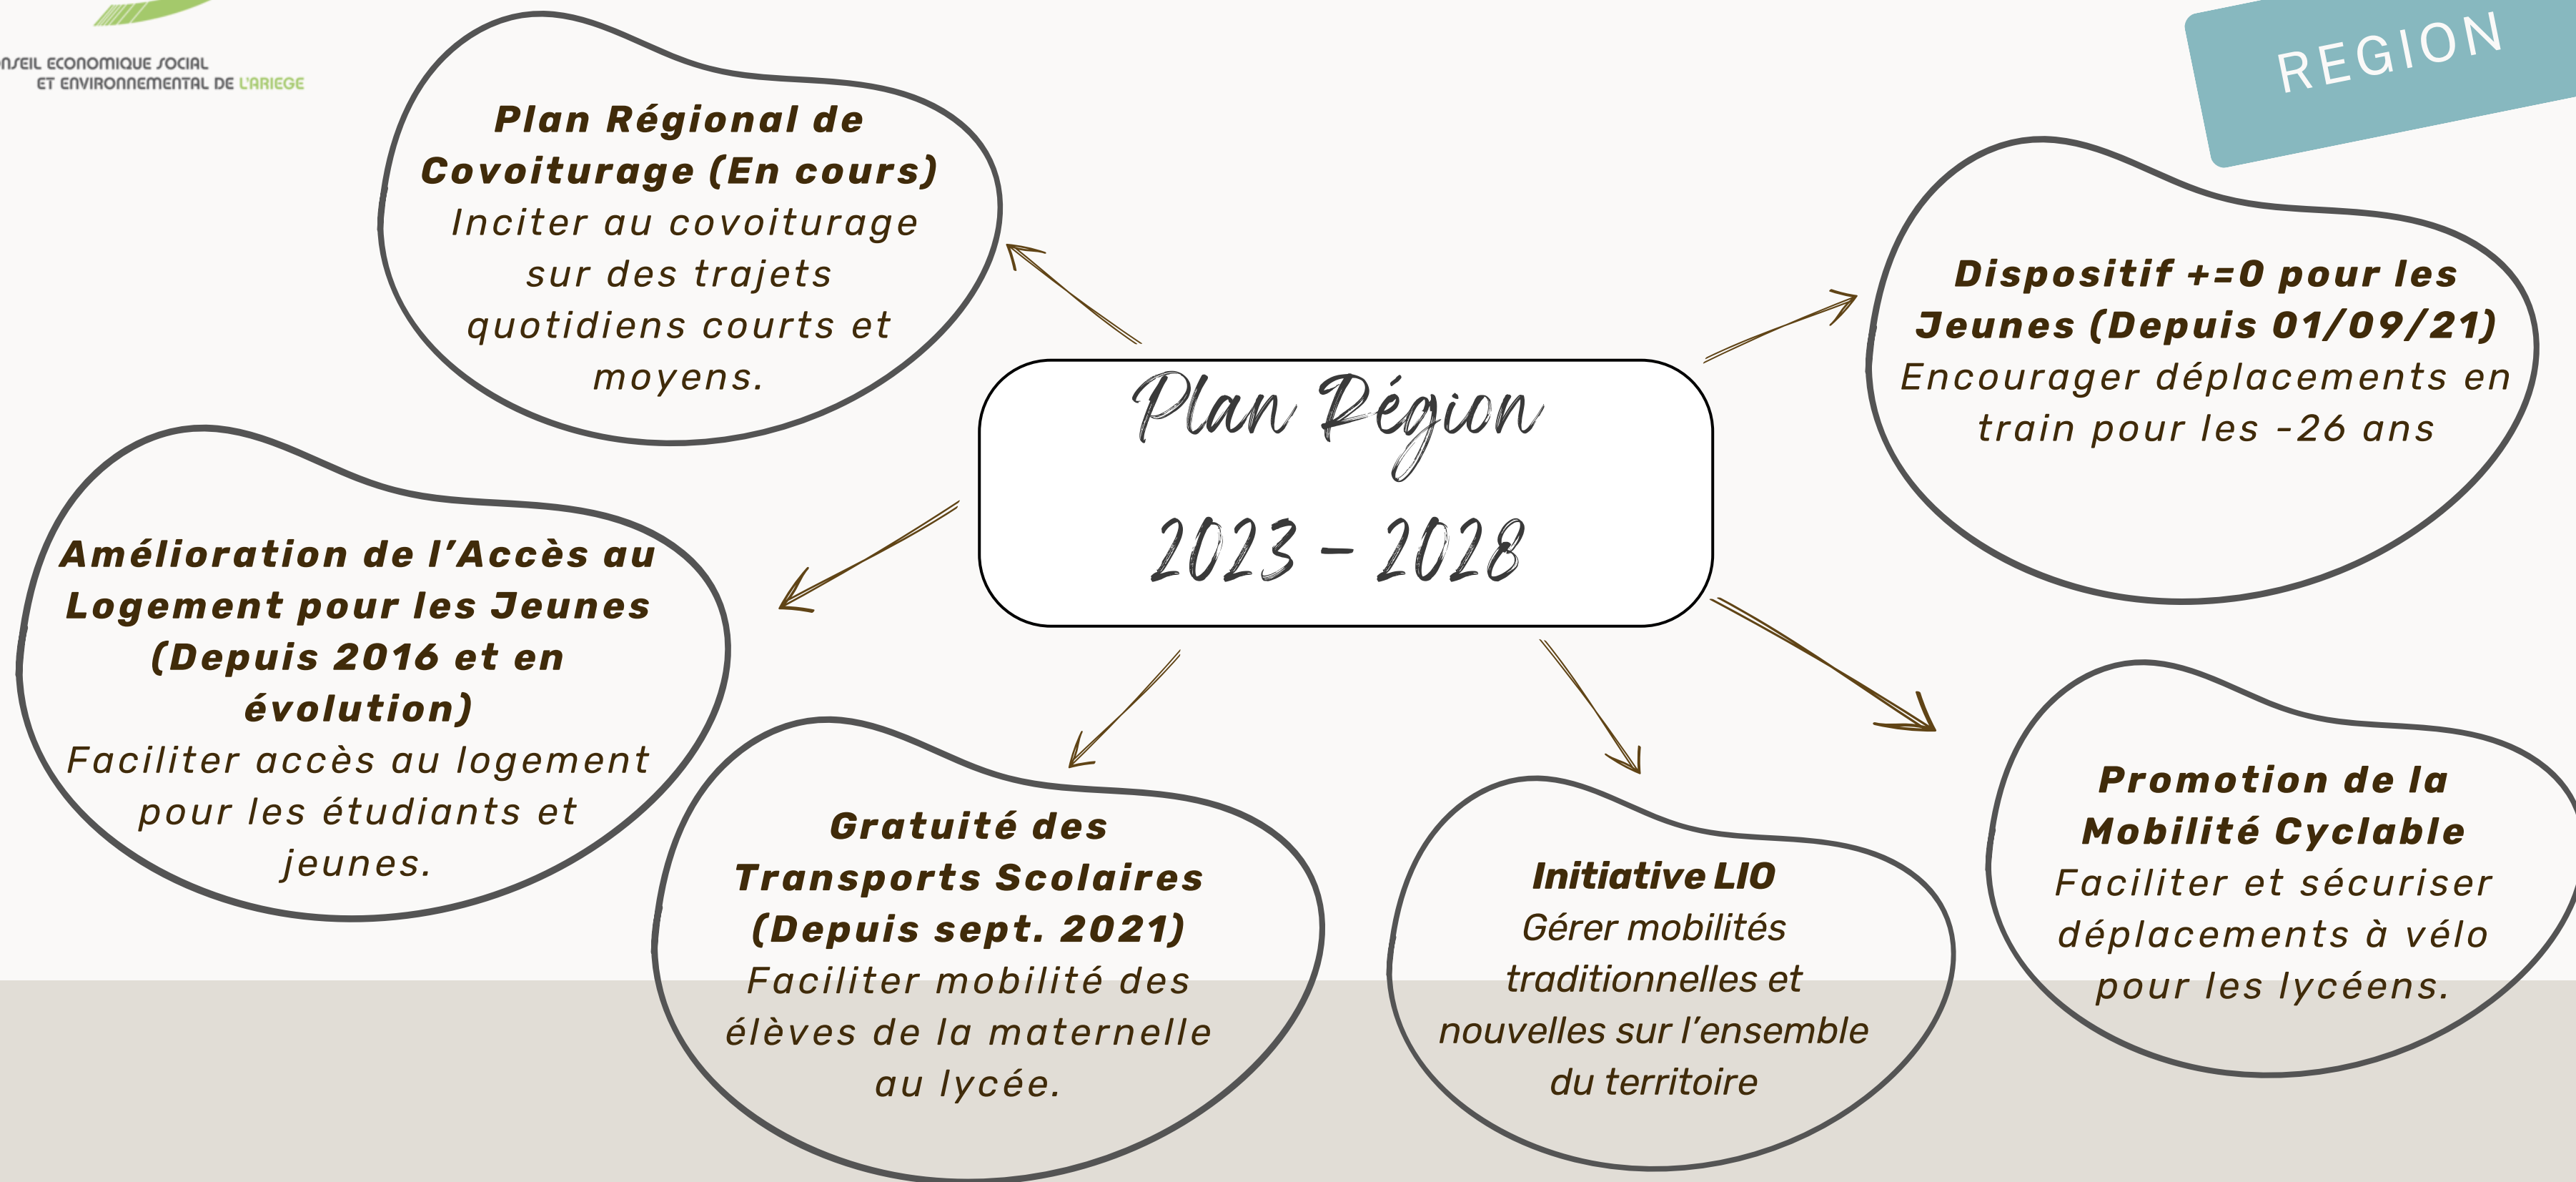 ET ENVIRONNEMENTAL DE L'ARIEGE
ECONOMIQUE SOCIAL
REGION
Plan Régional de
Covoiturage (En cours)
Inciter au covoiturage
sur des trajets
quotidiens courts et
moyens.
Dispositif +=0 pour les
Jeunes (Depuis 01/09/21)
Encourager déplacements en
train pour les -26 ans
Plan Région
2023 – 2028
Amélioration de l'Accès au
Logement pour les Jeunes
(Depuis 2016 et en
évolution)
Faciliter accès au logement
pour les étudiants et
jeunes.
Gratuité des
Transports Scolaires
(Depuis sept. 2021)
Faciliter mobilité des
élèves de la maternelle
au lycée.
Initiative LIO
Gérer mobilités
traditionnelles et
nouvelles sur l'ensemble
du territoire
Promotion de la
Mobilité Cyclable
Faciliter et sécuriser
déplacements à vélo
pour les lycéens.